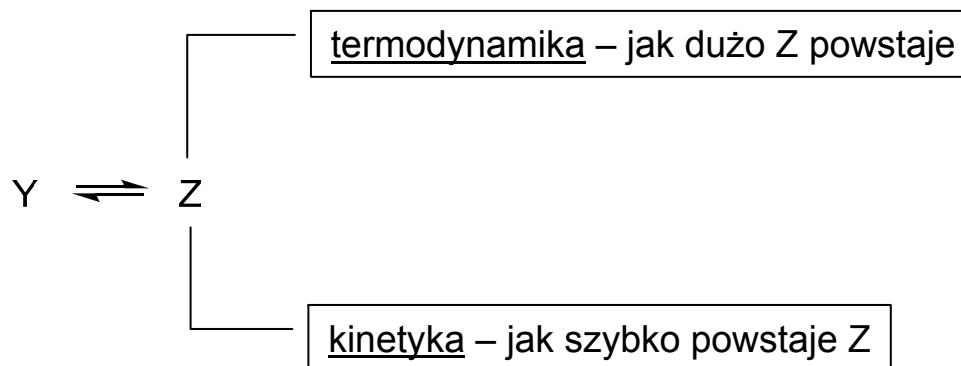 termodynamika – jak dużo Z powstaje
Y ⇌ Z
kinetyka – jak szybko powstaje Z